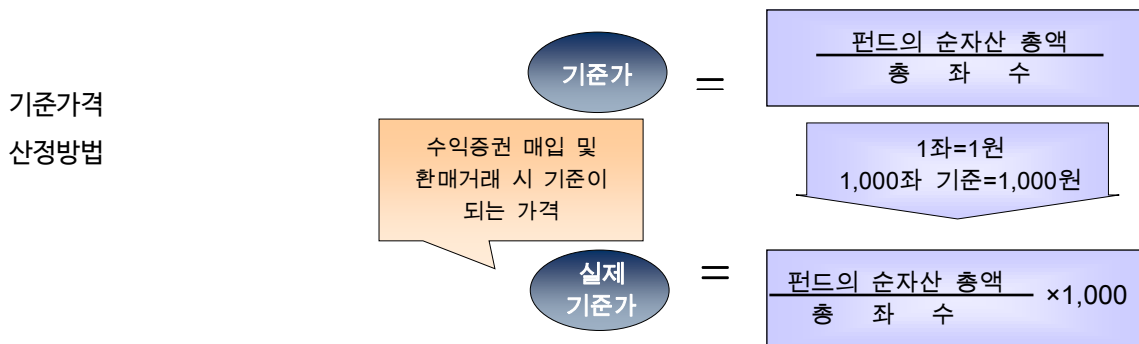 기준가격
산정방법
기준가
=
펀드의 순자산 총액
총 좌 수
수익증권 매입 및
환매거래 시 기준이
되는 가격
1좌=1원
1,000좌 기준=1,000원
실제
기준가
=
펀드의 순자산 총액
총 좌 수
×1,000